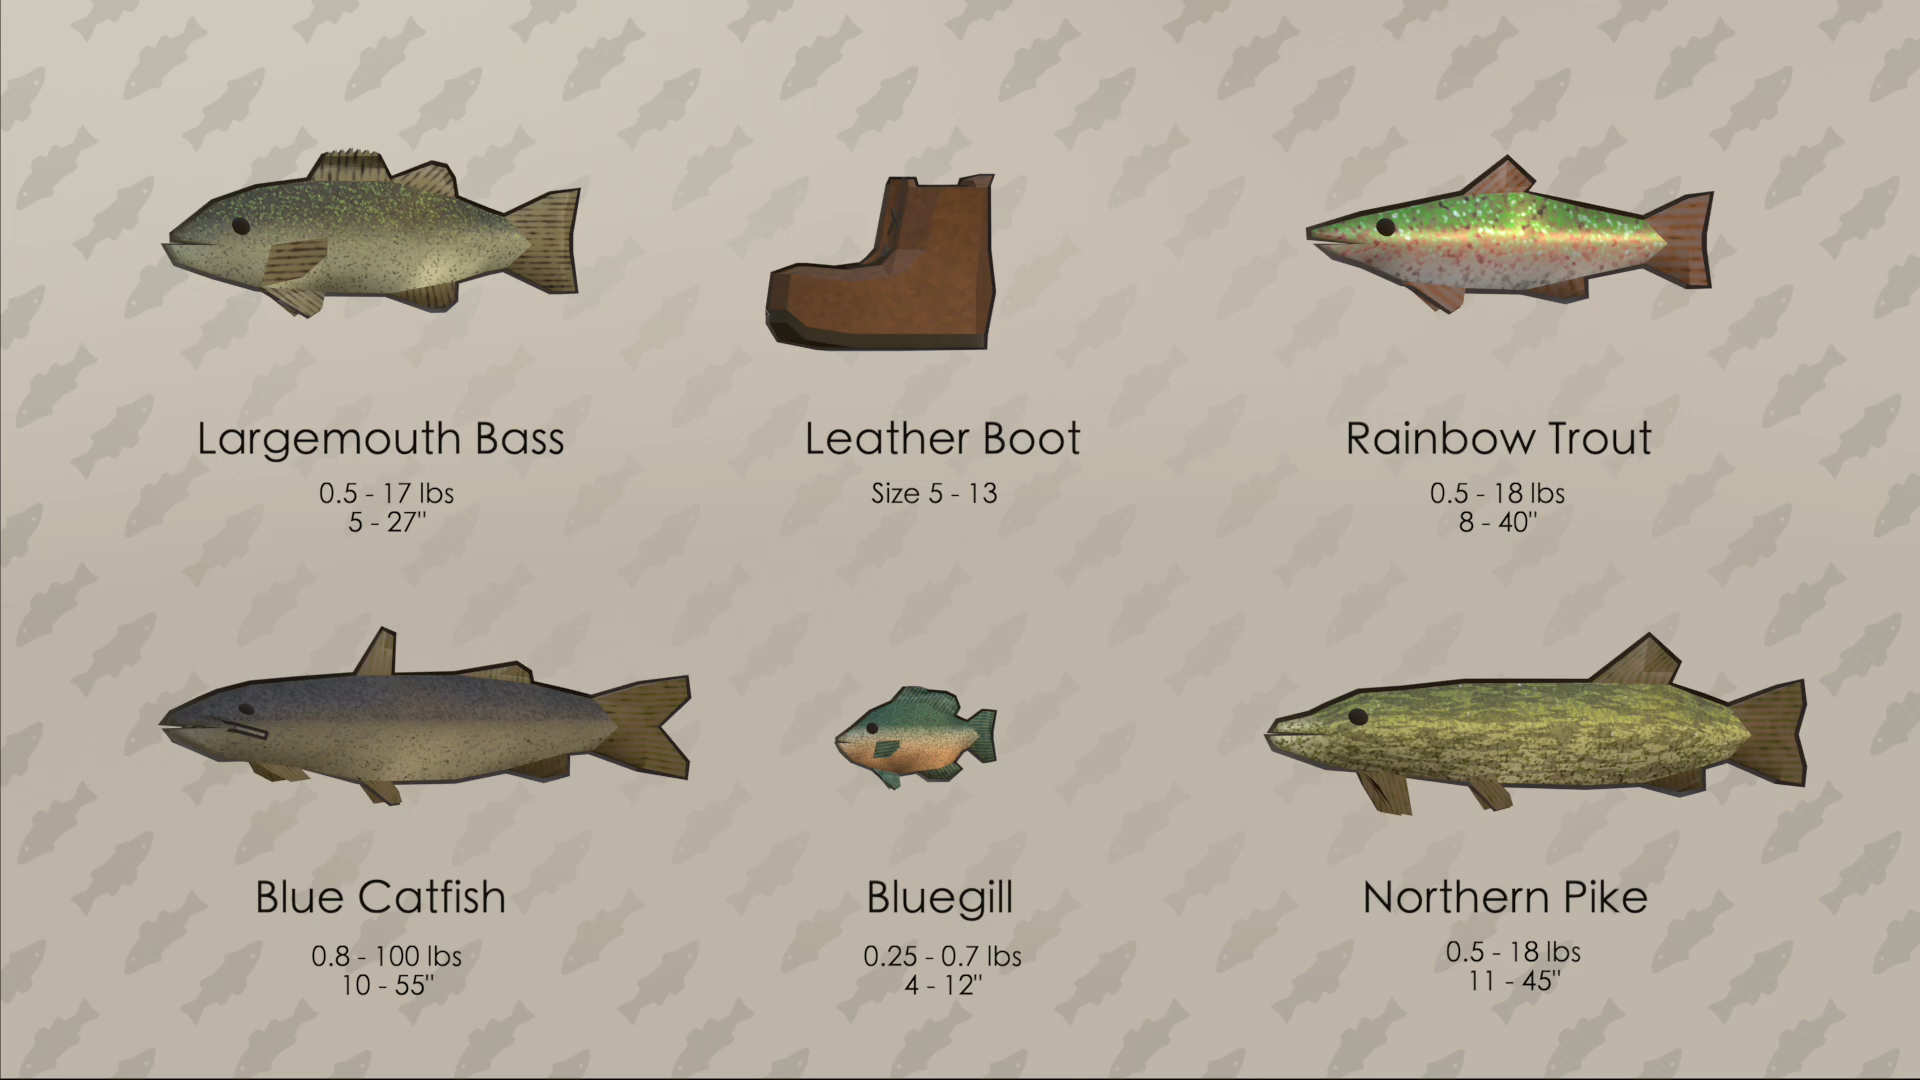 Largemouth Bass
0.5 - 17 lbs
5 - 27"
Leather Boot
Size 5 - 13
Rainbow Trout
0.5 - 18 lbs
8 - 40"
Blue Catfish
0.8 - 100 lbs
10 - 55"
Bluegill
0.25 - 0.7 lbs
4 - 12"
Northern Pike
0.5 - 18 lbs
11 - 45"